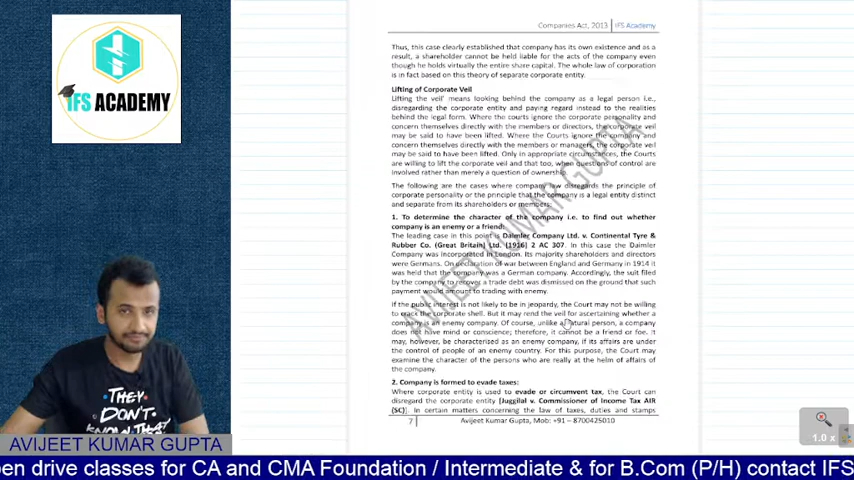 Companies Act, 2013 | IFS Academy
IFS ACADEMY
Thus, this case clearly established that company has its own existence and as a
result, a shareholder cannot be held liable for the acts of the company even
though he holds virtually the entire share capital. The whole law of corporation
is in fact based on this theory of separate corporate entity.
Lifting of Corporate Veil
Lifting the veil' means looking behind the company as a legal person i.e.,
disregarding the corporate entity and paying regard instead to the realities
behind the legal form. Where the courts ignore the corporate personality and
concern themselves directly with the members or directors, the corporate veil
may be said to have been lifted. Where the Courts ignore the company and
concern themselves directly with the members or managers, the corporate veil
may be said to have been lifted. Only in appropriate circumstances, the Courts
are willing to lift the corporate veil and that too, when questions of control are
involved rather than merely a question of ownership.
The following are the cases where company law disregards the principle of
corporate personality or the principle that the company is a legal entity distinct
and separate from its shareholders or members:
1. To determine the character of the company i.e. to find out whether
company is an enemy or a friend:
The leading case in this point is Daimler Company Ltd. v. Continental Tyre &
Rubber Co. (Great Britain) Ltd. [1916] 2 AC 307. In this case the Daimler
Company was incorporated in London. Its majority shareholders and directors
were Germans. On declaration of war between England and Germany in 1914 it
was held that the company was a German company. Accordingly, the suit filed
by the company to recover a trade debt was dismissed on the ground that such
payment would amount to trading with enemy.
If the public interest is not likely to be in jeopardy, the Court may not be willing
to crack the corporate shell. But it may rend the veil for ascertaining whether a
company is an enemy company. Of course, unlike a natural person, a company
does not have mind or conscience; therefore, it cannot be a friend or foe. It
may, however, be characterised as an enemy company, if its affairs are under
the control of people of an enemy country. For this purpose, the Court may
examine the character of the persons who are really at the helm of affairs of
the company.
2. Company is formed to evade taxes:
Where corporate entity is used to evade or circumvent tax, the Court can
disregard the corporate entity [Juggilal v. Commissioner of Income Tax AIR
(SC)]. In certain matters concerning the law of taxes, duties and stamps
7 | Avijeet Kumar Gupta, Mob: +91 – 8700425010
AVIJEET KUMAR GUPTA
THEY
DON'T
KNOW THAT
AVIJEET KUMAR GUPTA
1.0 x
pen drive classes for CA and CMA Foundation / Intermediate & for B.Com (P/H) contact IFS